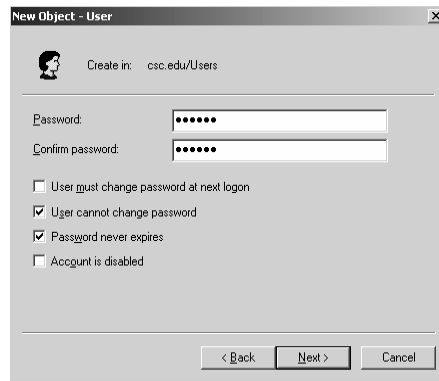 New Object - User
Create in: csc.edu/Users
Password:
Confirm password:
User must change password at next logon
User cannot change password
Password never expires
Account is disabled
< Back Next > Cancel